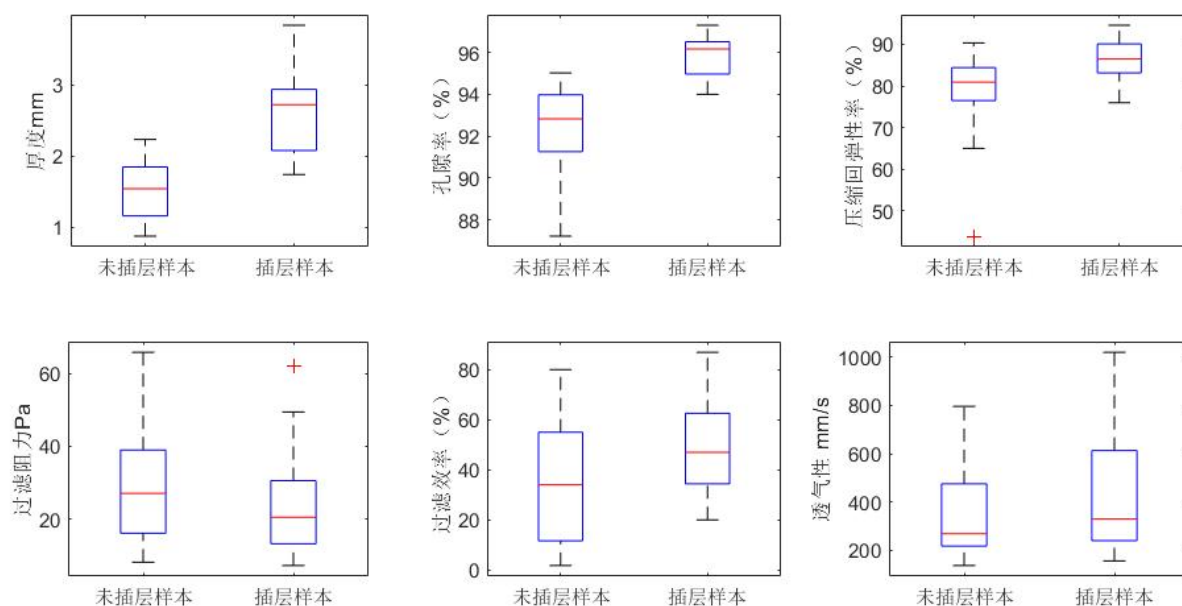 厚度mm
3
2
1
未插层样本 插层样本
孔隙率（%）
96
94
92
90
88
未插层样本 插层样本
压缩回弹性率（%）
90
80
70
60
50
未插层样本 插层样本
过滤阻力Pa
60
40
20
未插层样本 插层样本
过滤效率（%）
80
60
40
20
0
未插层样本 插层样本
透气性 mm/s
1000
800
600
400
200
未插层样本 插层样本